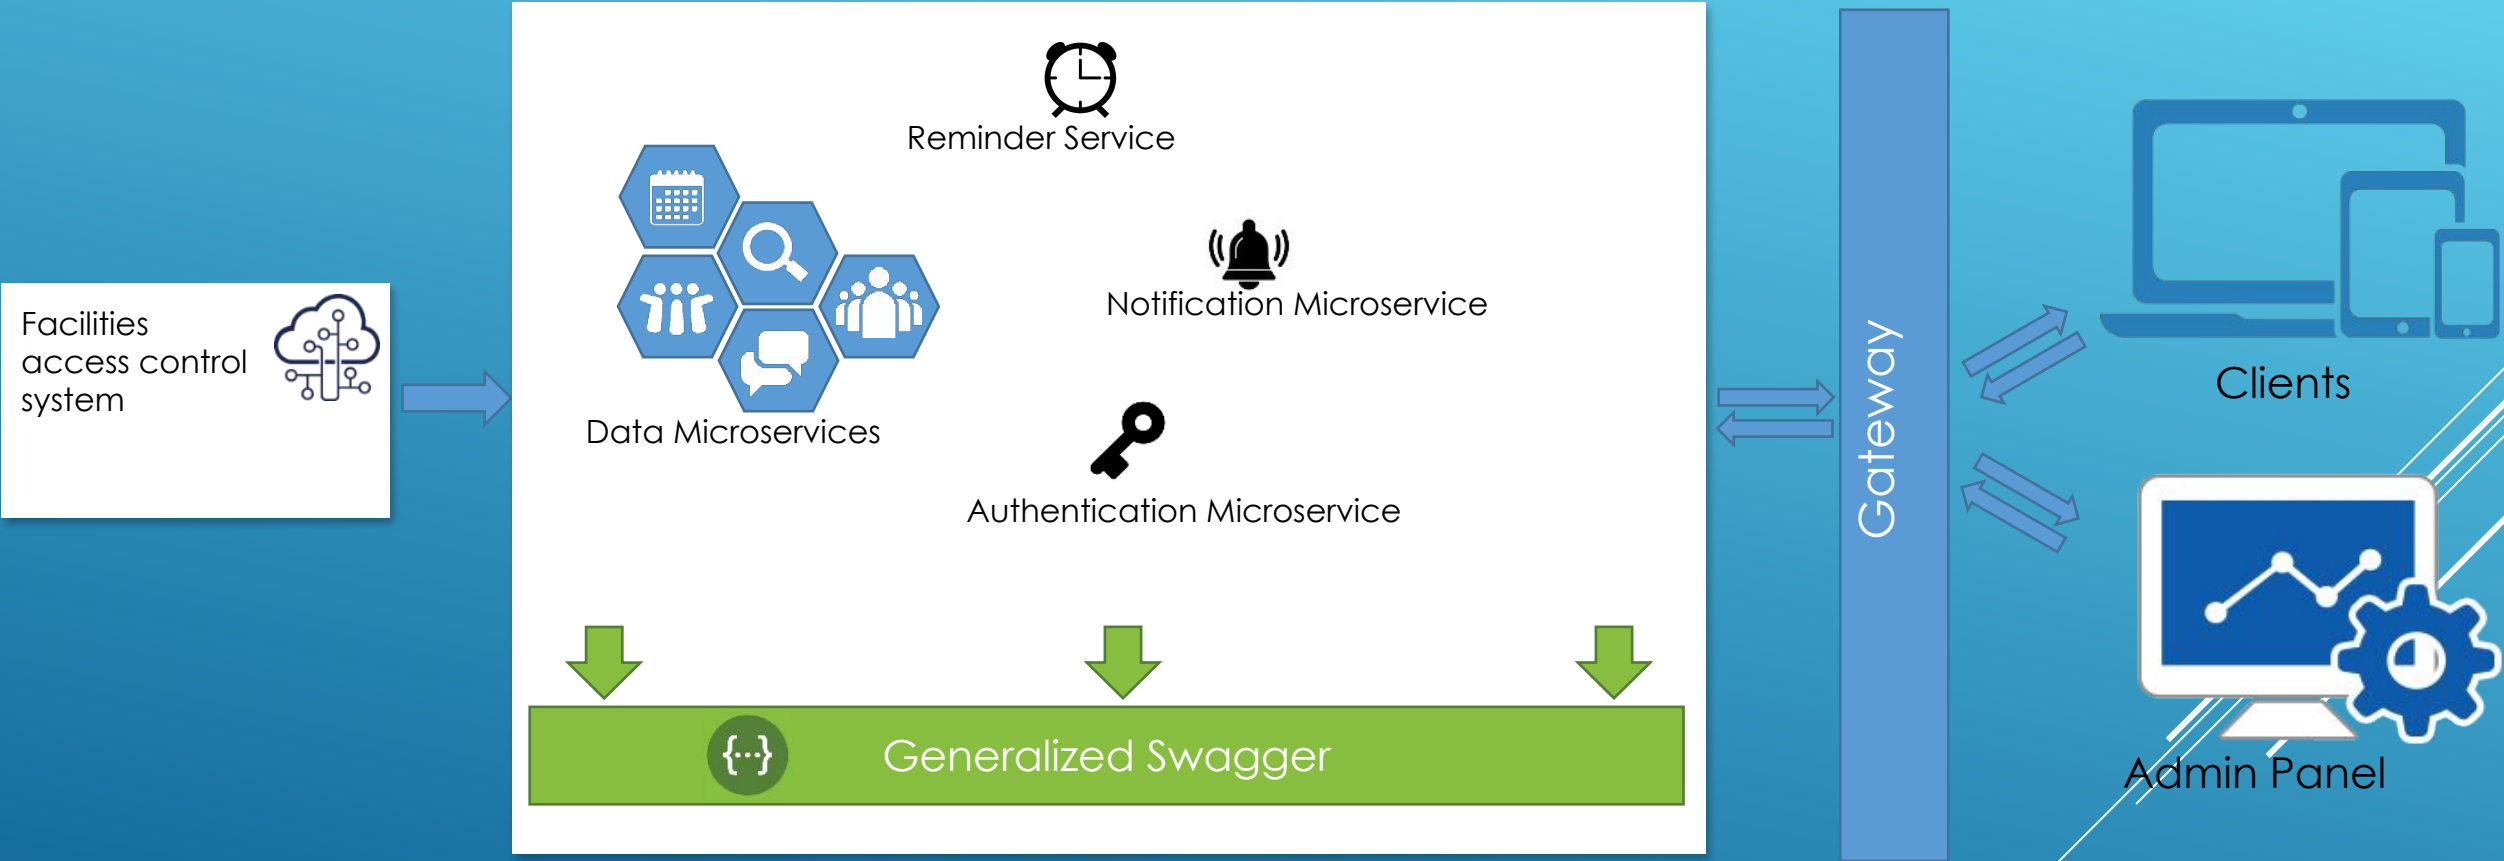 Reminder Service
Facilities
access control
system
Notification Microservice
Data Microservices
Authentication Microservice
{...} Generalized Swagger
Gateway
Clients
Admin Panel